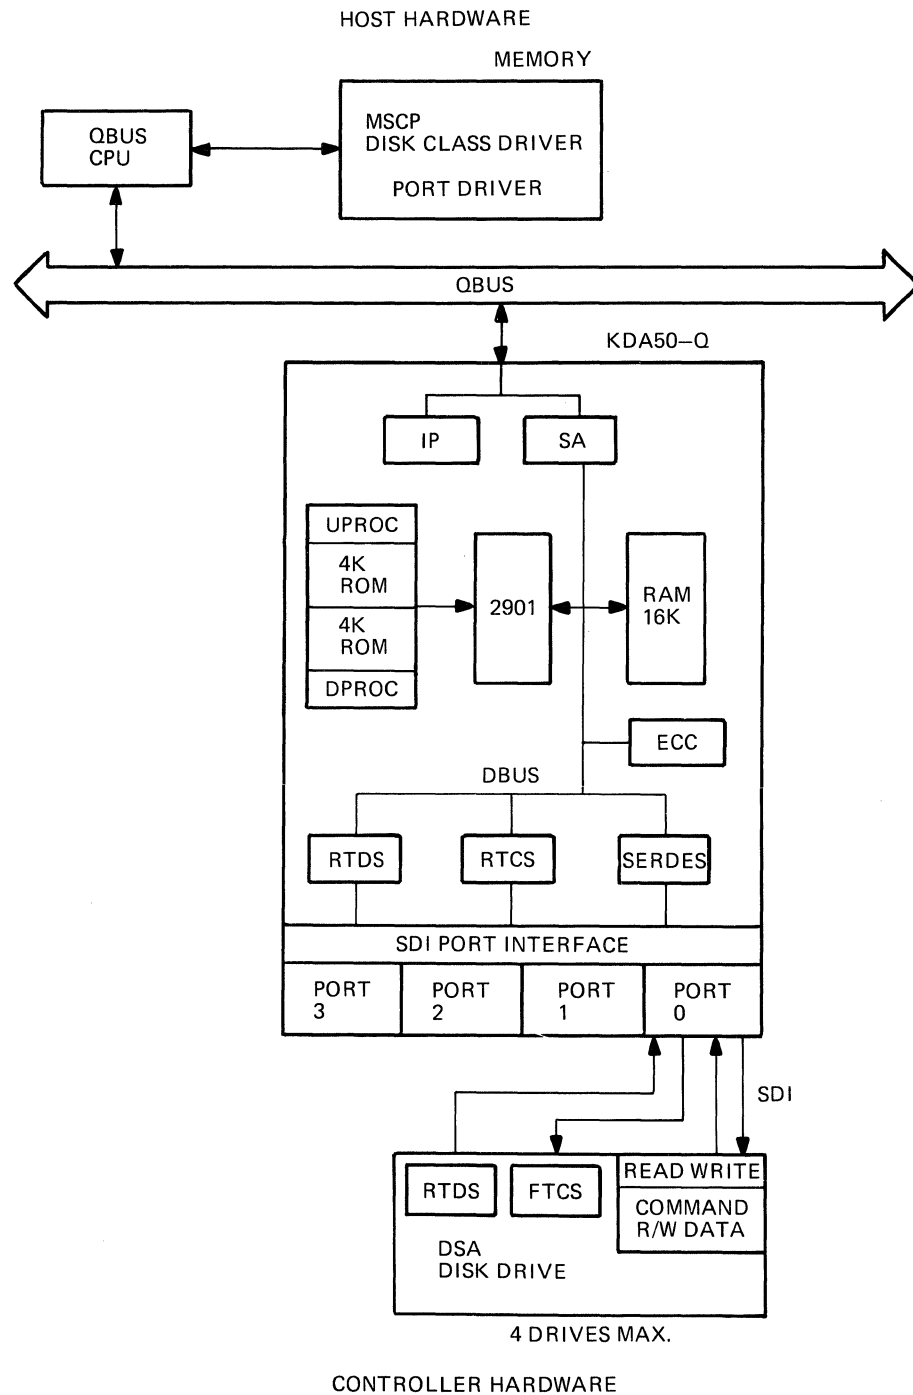 HOST HARDWARE
MEMORY
QBUS
CPU
MSCP
DISK CLASS DRIVER
PORT DRIVER
QBUS
KDA50–Q
IP
SA
UPROC
4K
ROM
4K
ROM
DPROC
2901
RAM
16K
ECC
DBUS
RTDS
RTCS
SERDES
SDI PORT INTERFACE
PORT
3
PORT
2
PORT
1
PORT
0
SDI
RTDS
FTCS
READ WRITE
COMMAND
R/W DATA
DSA
DISK DRIVE
4 DRIVES MAX.
CONTROLLER HARDWARE